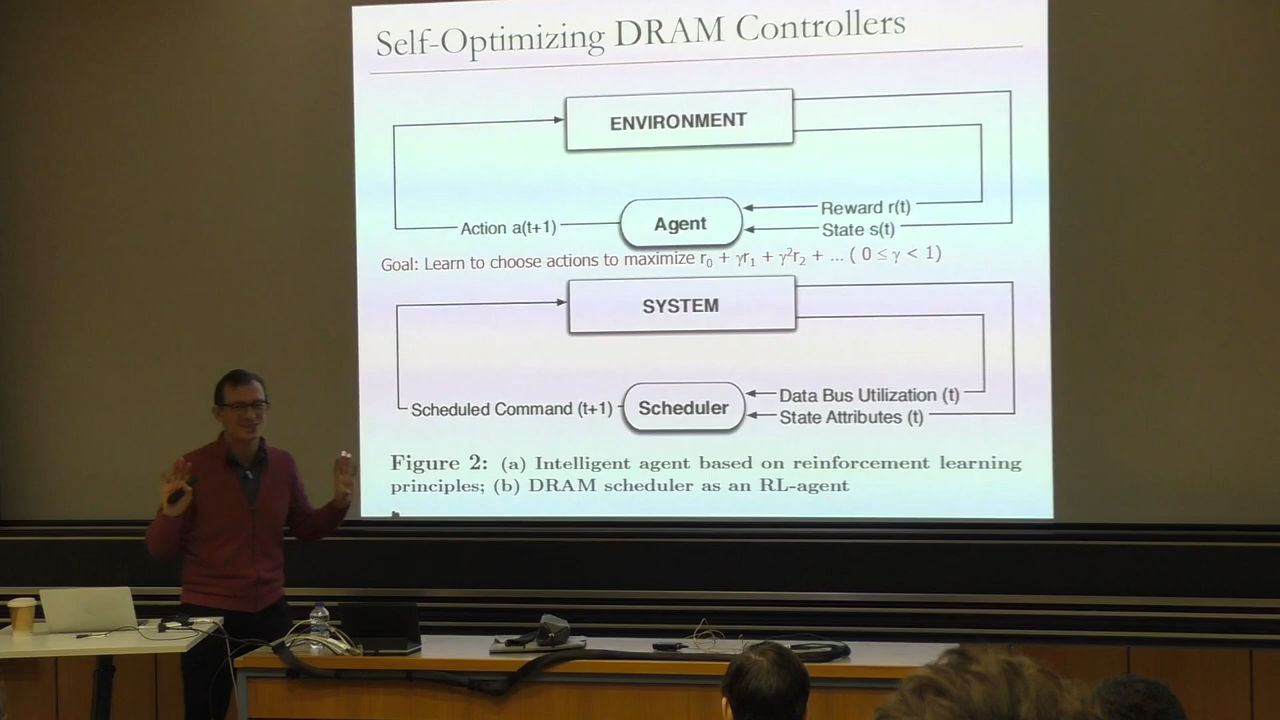 Self-Optimizing DRAM Controllers
ENVIRONMENT
Reward r(t)
Action a(t+1)
Agent
State s(t)
Goal: Learn to choose actions to maximize r₀ + γr₁ + γ²r₂ + ... ( 0 ≤ γ < 1)
SYSTEM
Data Bus Utilization (t)
Scheduled Command (t+1)
Scheduler
State Attributes (t)
Figure 2: (a) Intelligent agent based on reinforcement learning
principles; (b) DRAM scheduler as an RL-agent